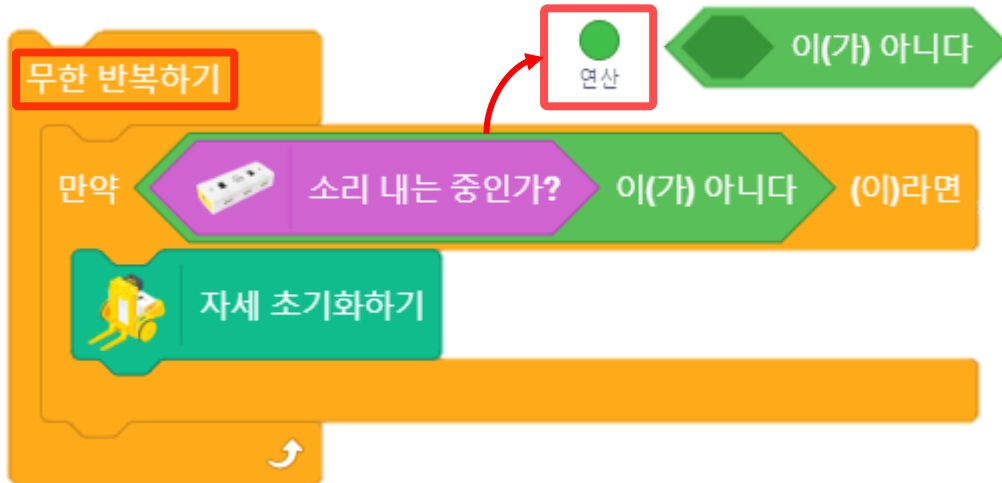 이(가) 아니다
연산
무한 반복하기
만약 소리 내는 중인가? 이(가) 아니다 (이)라면
자세 초기화하기